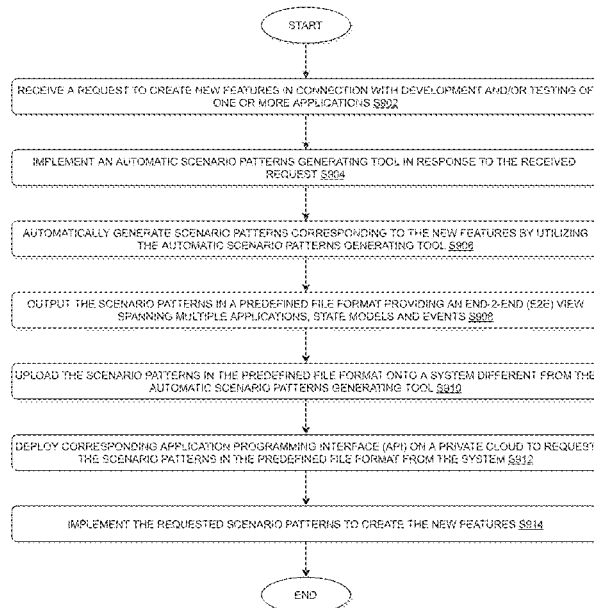 START
RECEIVE A REQUEST TO CREATE NEW FEATURES IN CONNECTION WITH DEVELOPMENT AND/OR TESTING OF
ONE OR MORE APPLICATIONS S902
IMPLEMENT AN AUTOMATIC SCENARIO PATTERNS GENERATING TOOL IN RESPONSE TO THE RECEIVED
REQUEST S904
AUTOMATICALLY GENERATE SCENARIO PATTERNS CORRESPONDING TO THE NEW FEATURES BY UTILIZING
THE AUTOMATIC SCENARIO PATTERNS GENERATING TOOL S906
OUTPUT THE SCENARIO PATTERNS IN A PREDEFINED FILE FORMAT PROVIDING AN END-2-END (E2E) VIEW
SPANNING MULTIPLE APPLICATIONS, STATE MODELS AND EVENTS S908
UPLOAD THE SCENARIO PATTERNS IN THE PREDEFINED FILE FORMAT ONTO A SYSTEM DIFFERENT FROM THE
AUTOMATIC SCENARIO PATTERNS GENERATING TOOL S910
DEPLOY CORRESPONDING APPLICATION PROGRAMMING INTERFACE (API) ON A PRIVATE CLOUD TO REQUEST
THE SCENARIO PATTERNS IN THE PREDEFINED FILE FORMAT FROM THE SYSTEM S912
IMPLEMENT THE REQUESTED SCENARIO PATTERNS TO CREATE THE NEW FEATURES S914
END